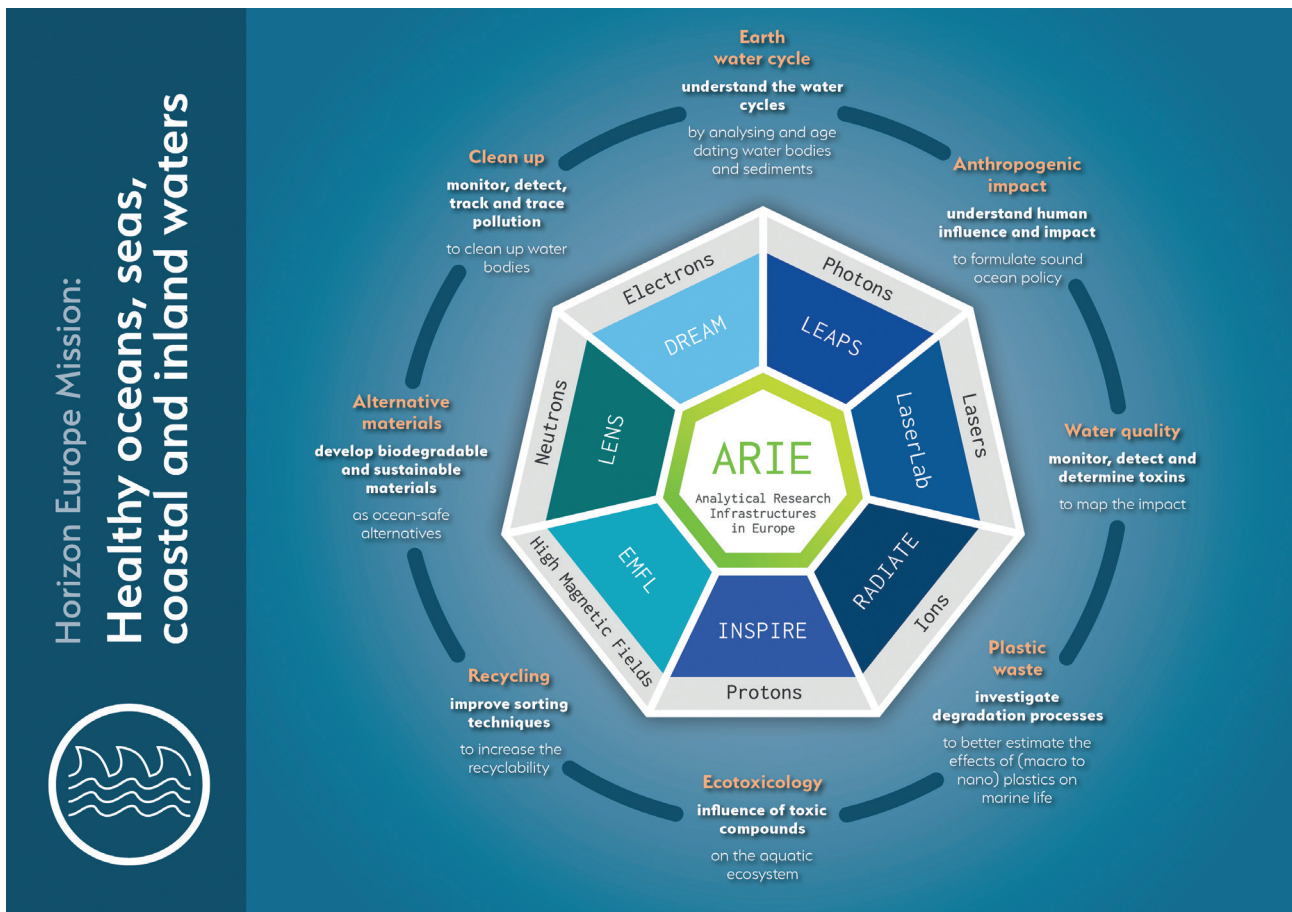 Horizon Europe Mission:
Healthy oceans, seas,
coastal and inland waters
Earth
water cycle
understand the water
cycles
by analysing and age
dating water bodies
and sediments
Anthropogenic
impact
understand human
influence and impact
to formulate sound
ocean policy
Water quality
monitor, detect and
determine toxins
to map the impact
Plastic
waste
investigate
degradation processes
to better estimate the
effects of (macro to
nano) plastics on
marine life
Ecotoxicology
influence of toxic
compounds
on the aquatic
ecosystem
Recycling
improve sorting
techniques
to increase the
recyclability
Alternative
materials
develop biodegradable
and sustainable
materials
as ocean-safe
alternatives
Clean up
monitor, detect,
track and trace
pollution
to clean up water
bodies
Electrons
DREAM
Photons
LEAPS
Lasers
LaserLab
Ions
RADIATE
Protons
INSPIRE
High Magnetic Fields
EMFL
Neutrons
LENS
ARIE
Analytical Research
Infrastructures
in Europe